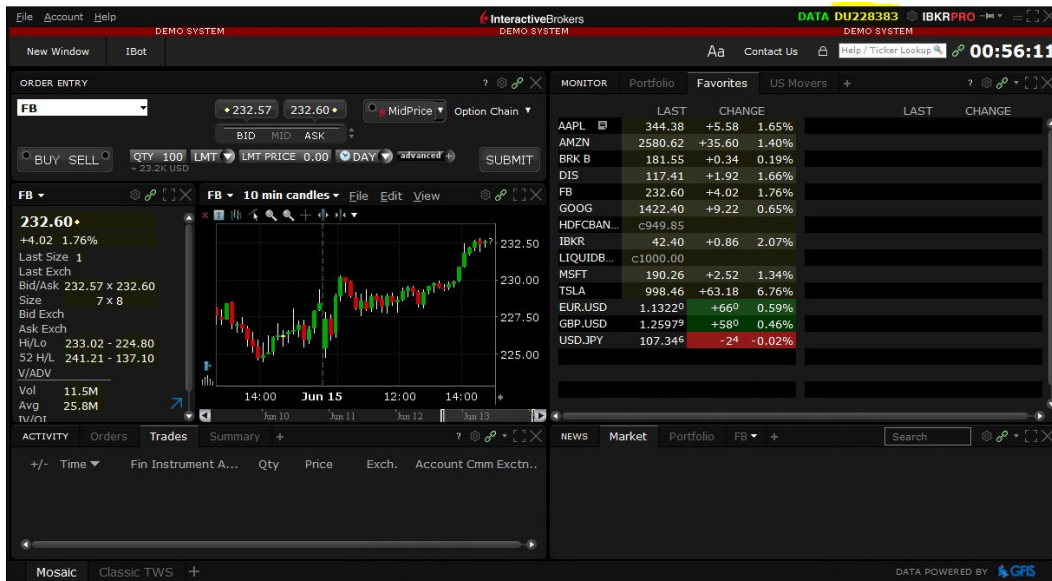 File Account Help
InteractiveBrokers
DATA DU228383 IBKRPRO
DEMO SYSTEM DEMO SYSTEM DEMO SYSTEM
New Window IBot
Aa Contact Us Help / Ticker Lookup 00:56:11
ORDER ENTRY ?
FB
232.57 232.60 MidPrice Option Chain
BID MID ASK
BUY SELL QTY 100 LMT LMT PRICE 0.00 DAY advanced + SUBMIT
~ 23.2K USD
FB
232.60
+4.02 1.76%
Last Size 1
Last Exch
Bid/Ask 232.57 x 232.60
Size 7 x 8
Bid Exch
Ask Exch
Hi/Lo 233.02 - 224.80
52 H/L 241.21 - 137.10
V/ADV
Vol 11.5M
Avg 25.8M
IV/OI
FB 10 min candles File Edit View
232.50
230.00
227.50
225.00
14:00 Jun 15 12:00 14:00
Jun 10 Jun 11 Jun 12 Jun 13
MONITOR Portfolio Favorites US Movers + ?
LAST CHANGE LAST CHANGE
AAPL 344.38 +5.58 1.65%
AMZN 2580.62 +35.60 1.40%
BRK B 181.55 +0.34 0.19%
DIS 117.41 +1.92 1.66%
FB 232.60 +4.02 1.76%
GOOG 1422.40 +9.22 0.65%
HDFCBAN... c949.85
IBKR 42.40 +0.86 2.07%
LIQUIDB... c1000.00
MSFT 190.26 +2.52 1.34%
TSLA 998.46 +63.18 6.76%
EUR.USD 1.1322⁰ +66⁰ 0.59%
GBP.USD 1.2597⁹ +58⁰ 0.46%
USD.JPY 107.34⁶ -2⁴ -0.02%
ACTIVITY Orders Trades Summary + ?
+/- Time Fin Instrument A... Qty Price Exch. Account Cmm Exctn..
NEWS Market Portfolio FB + Search
Mosaic Classic TWS +
DATA POWERED BY GFIS